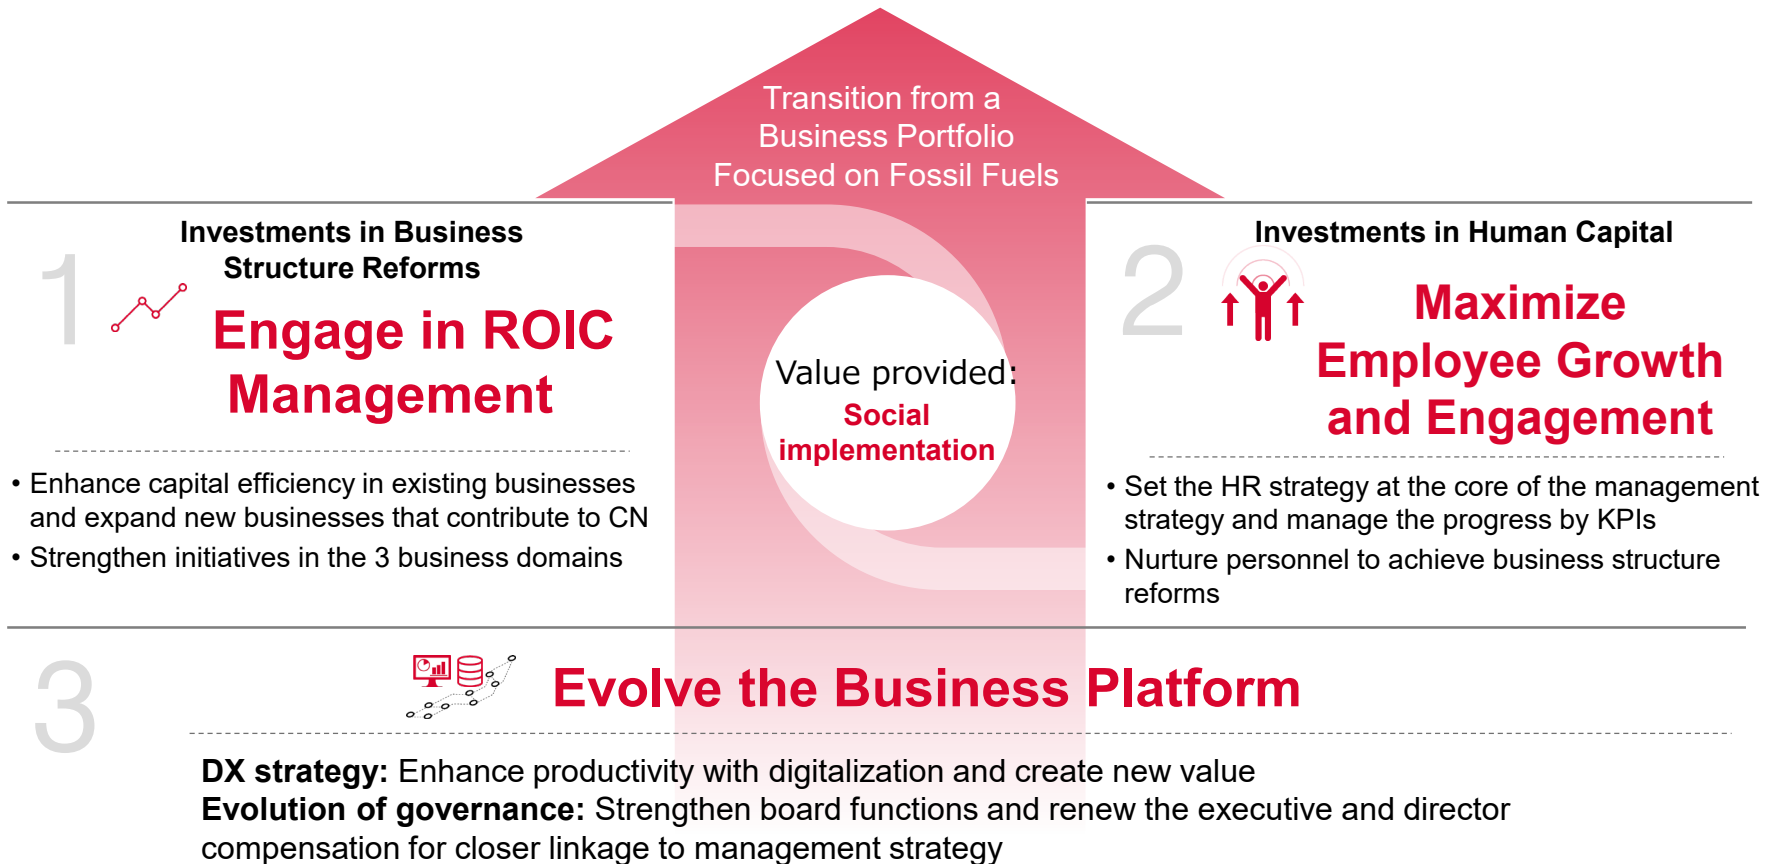 Transition from a
Business Portfolio
Focused on Fossil Fuels
1
Investments in Business
Structure Reforms
Engage in ROIC
Management
• Enhance capital efficiency in existing businesses
and expand new businesses that contribute to CN
• Strengthen initiatives in the 3 business domains
Value provided:
Social
implementation
2
Investments in Human Capital
Maximize
Employee Growth
and Engagement
• Set the HR strategy at the core of the management
strategy and manage the progress by KPIs
• Nurture personnel to achieve business structure
reforms
3
Evolve the Business Platform
DX strategy: Enhance productivity with digitalization and create new value
Evolution of governance: Strengthen board functions and renew the executive and director
compensation for closer linkage to management strategy